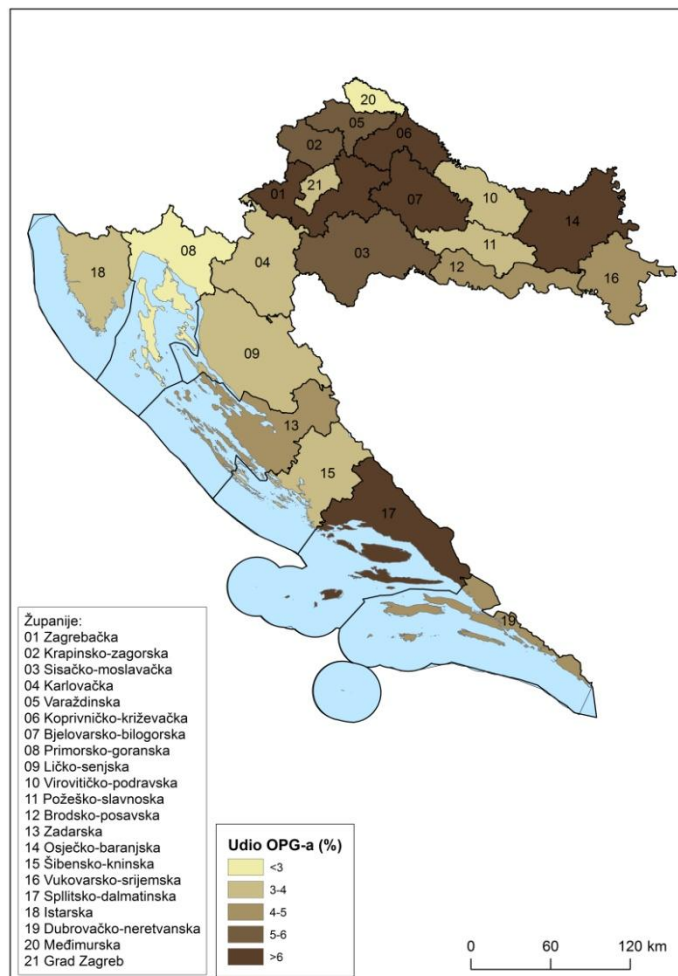 20
05
06
02
01
21
07
10
14
11
03
12
16
08
18
04
09
13
15
17
19
Županije:
01 Zagrebačka
02 Krapinsko-zagorska
03 Sisačko-moslavačka
04 Karlovačka
05 Varaždinska
06 Koprivničko-križevačka
07 Bjelovarsko-bilogorska
08 Primorsko-goranska
09 Ličko-senjska
10 Virovitičko-podravska
11 Požeško-slavnoska
12 Brodsko-posavska
13 Zadarska
14 Osječko-baranjska
15 Šibensko-kninska
16 Vukovarsko-srijemska
17 Spllitsko-dalmatinska
18 Istarska
19 Dubrovačko-neretvanska
20 Međimurska
21 Grad Zagreb
Udio OPG-a (%)
<3
3-4
4-5
5-6
>6
0 60 120 km